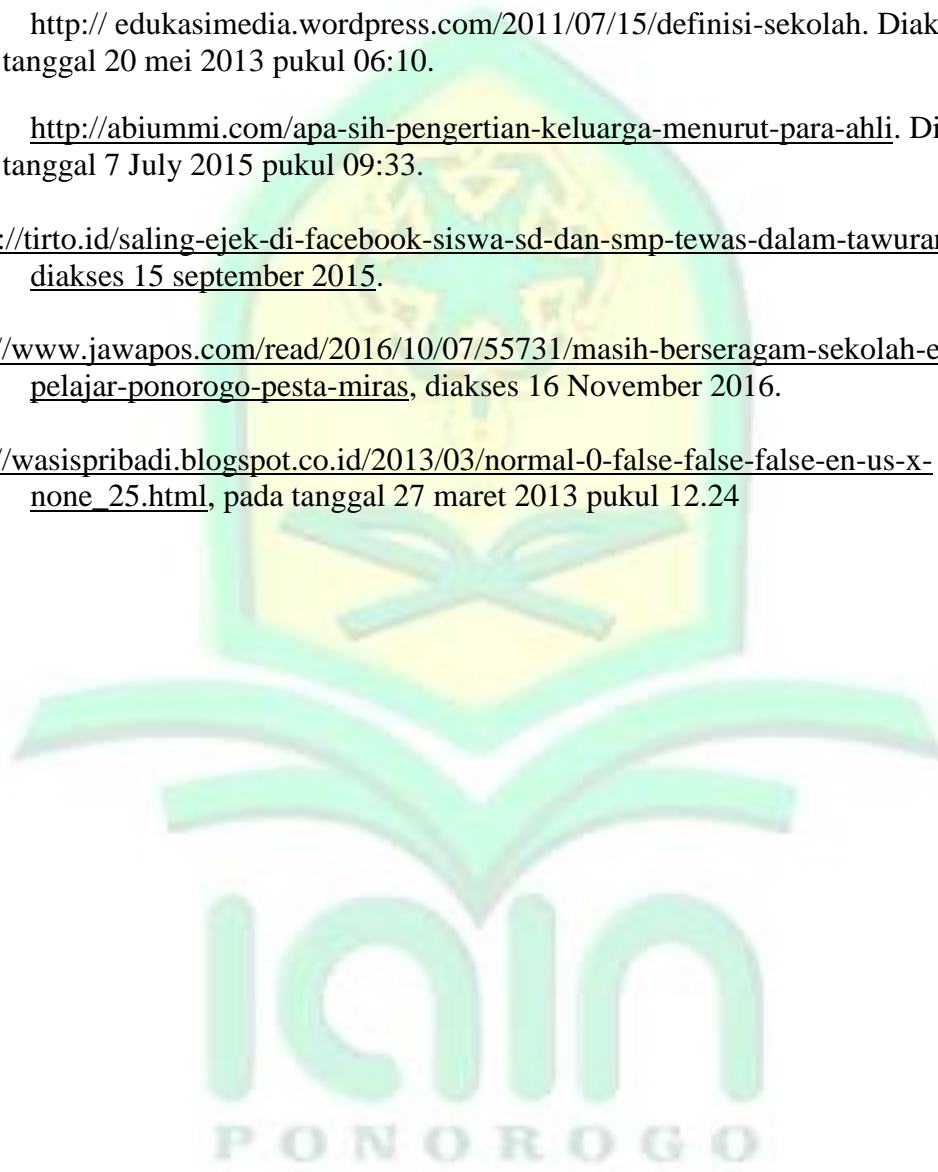 http:// edukasimedia.wordpress.com/2011/07/15/definisi-sekolah. Diak
tanggal 20 mei 2013 pukul 06:10.
http://abiummi.com/apa-sih-pengertian-keluarga-menurut-para-ahli. Di
tanggal 7 July 2015 pukul 09:33.
://tirto.id/saling-ejek-di-facebook-siswa-sd-dan-smp-tewas-dalam-tawuran
diakses 15 september 2015.
//www.jawapos.com/read/2016/10/07/55731/masih-berseragam-sekolah-e
pelajar-ponorogo-pesta-miras, diakses 16 November 2016.
//wasispribadi.blogspot.co.id/2013/03/normal-0-false-false-false-en-us-x-
none_25.html, pada tanggal 27 maret 2013 pukul 12.24
iain
PONOROGO